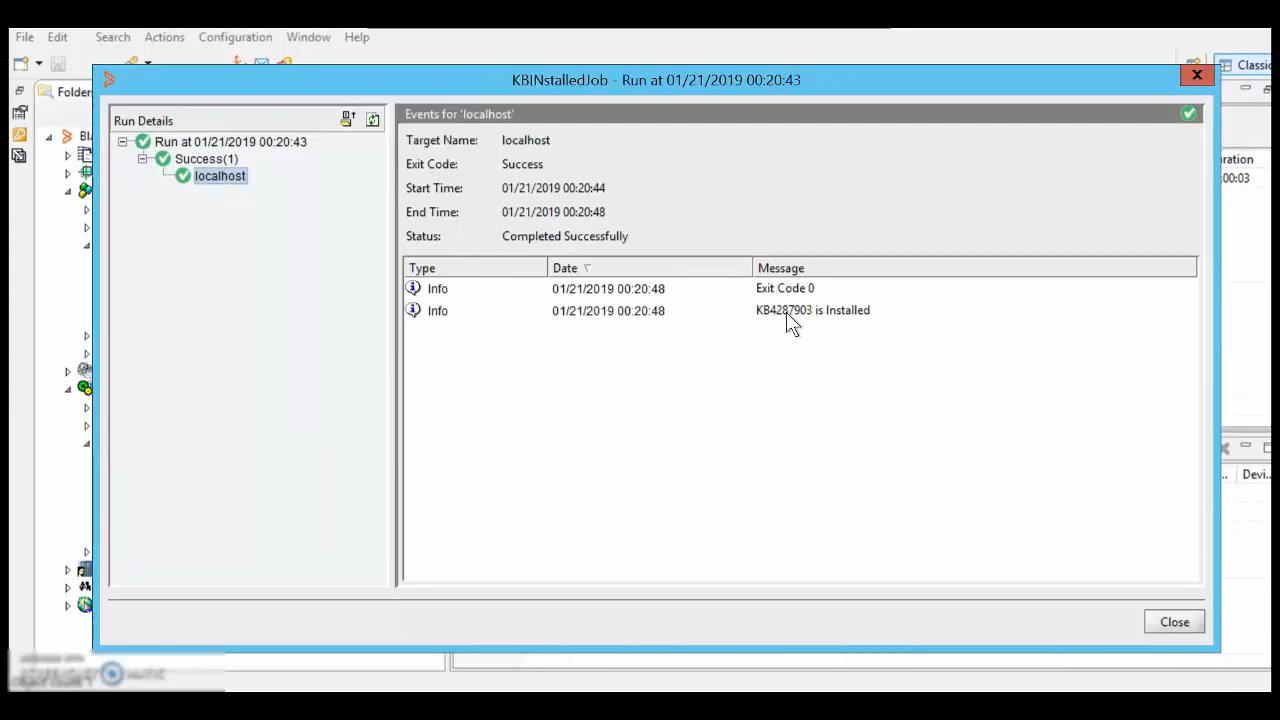 File Edit Search Actions Configuration Window Help
Classic
KBINstalledJob - Run at 01/21/2019 00:20:43
X
Folders
Run Details
Run at 01/21/2019 00:20:43
Success(1)
localhost
Events for 'localhost'
Target Name: localhost
Exit Code: Success
Start Time: 01/21/2019 00:20:44
End Time: 01/21/2019 00:20:48
Status: Completed Successfully
Type Date Message
Info 01/21/2019 00:20:48 Exit Code 0
Info 01/21/2019 00:20:48 KB4287903 is Installed
Bla
uration
:00:03
.. Devi...
Close